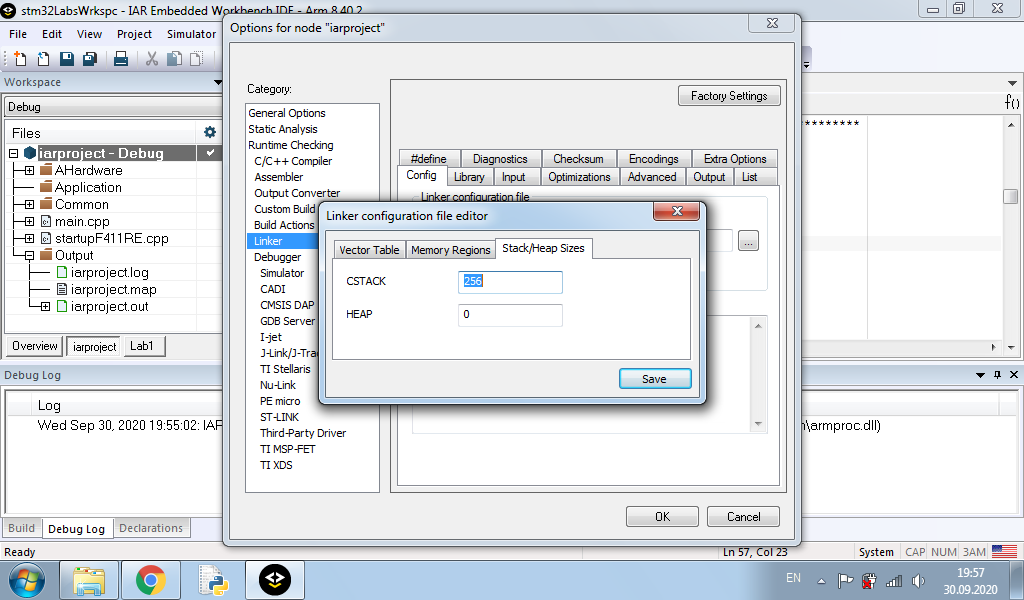 stm32LabsWrkspc - IAR Embedded Workbench IDE - Arm 8.40.2
File Edit View Project Simulator
Options for node "iarproject"
Workspace
Debug
Files
iarproject - Debug
AHardware
Application
Common
main.cpp
startupF411RE.cpp
Output
iarproject.log
iarproject.map
iarproject.out
Overview iarproject Lab1
Category:
General Options
Static Analysis
Runtime Checking
C/C++ Compiler
Assembler
Output Converter
Custom Build
Build Actions
Linker
Debugger
Simulator
CADI
CMSIS DAP
GDB Server
I-jet
J-Link/J-Trac
TI Stellaris
Nu-Link
PE micro
ST-LINK
Third-Party Driver
TI MSP-FET
TI XDS
Factory Settings
#define Diagnostics Checksum Encodings Extra Options
Config Library Input Optimizations Advanced Output List
Linker configuration file
...
Linker configuration file editor
Vector Table Memory Regions Stack/Heap Sizes
CSTACK 256
HEAP 0
Save
OK Cancel
*********
f()
Debug Log
Log
Wed Sep 30, 2020 19:55:02: IAR
n\armproc.dll)
Build Debug Log Declarations
Ready Ln 57, Col 23 System CAP NUM ЗАМ
EN 19:57
30.09.2020